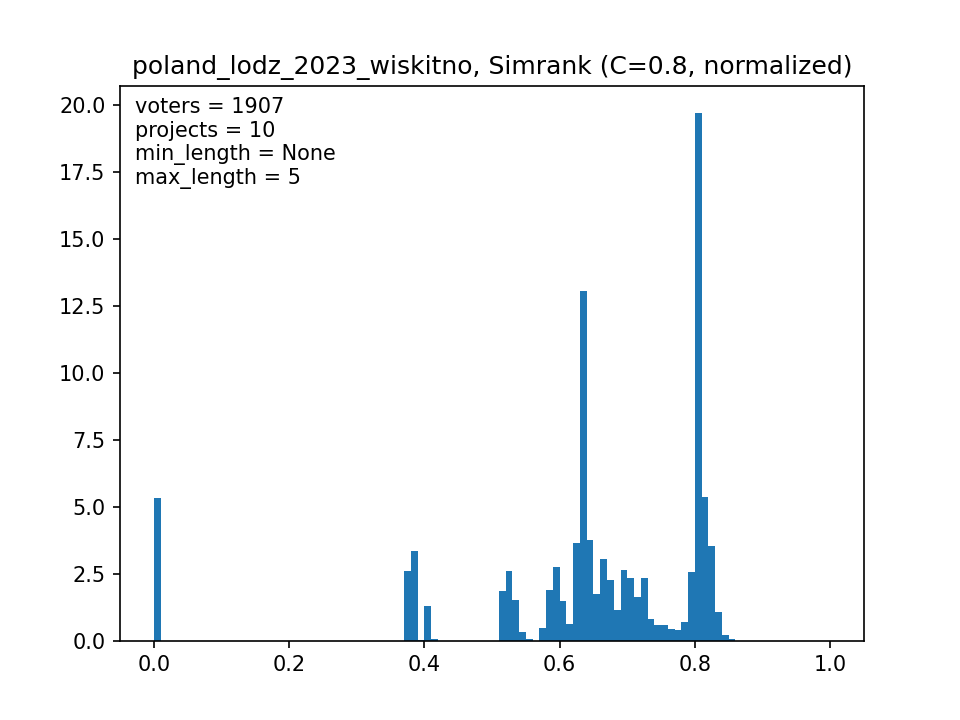 poland_lodz_2023_wiskitno, Simrank (C=0.8, normalized)
voters = 1907
projects = 10
min_length = None
max_length = 5
20.0
17.5
15.0
12.5
10.0
7.5
5.0
2.5
0.0
0.0 0.2 0.4 0.6 0.8 1.0